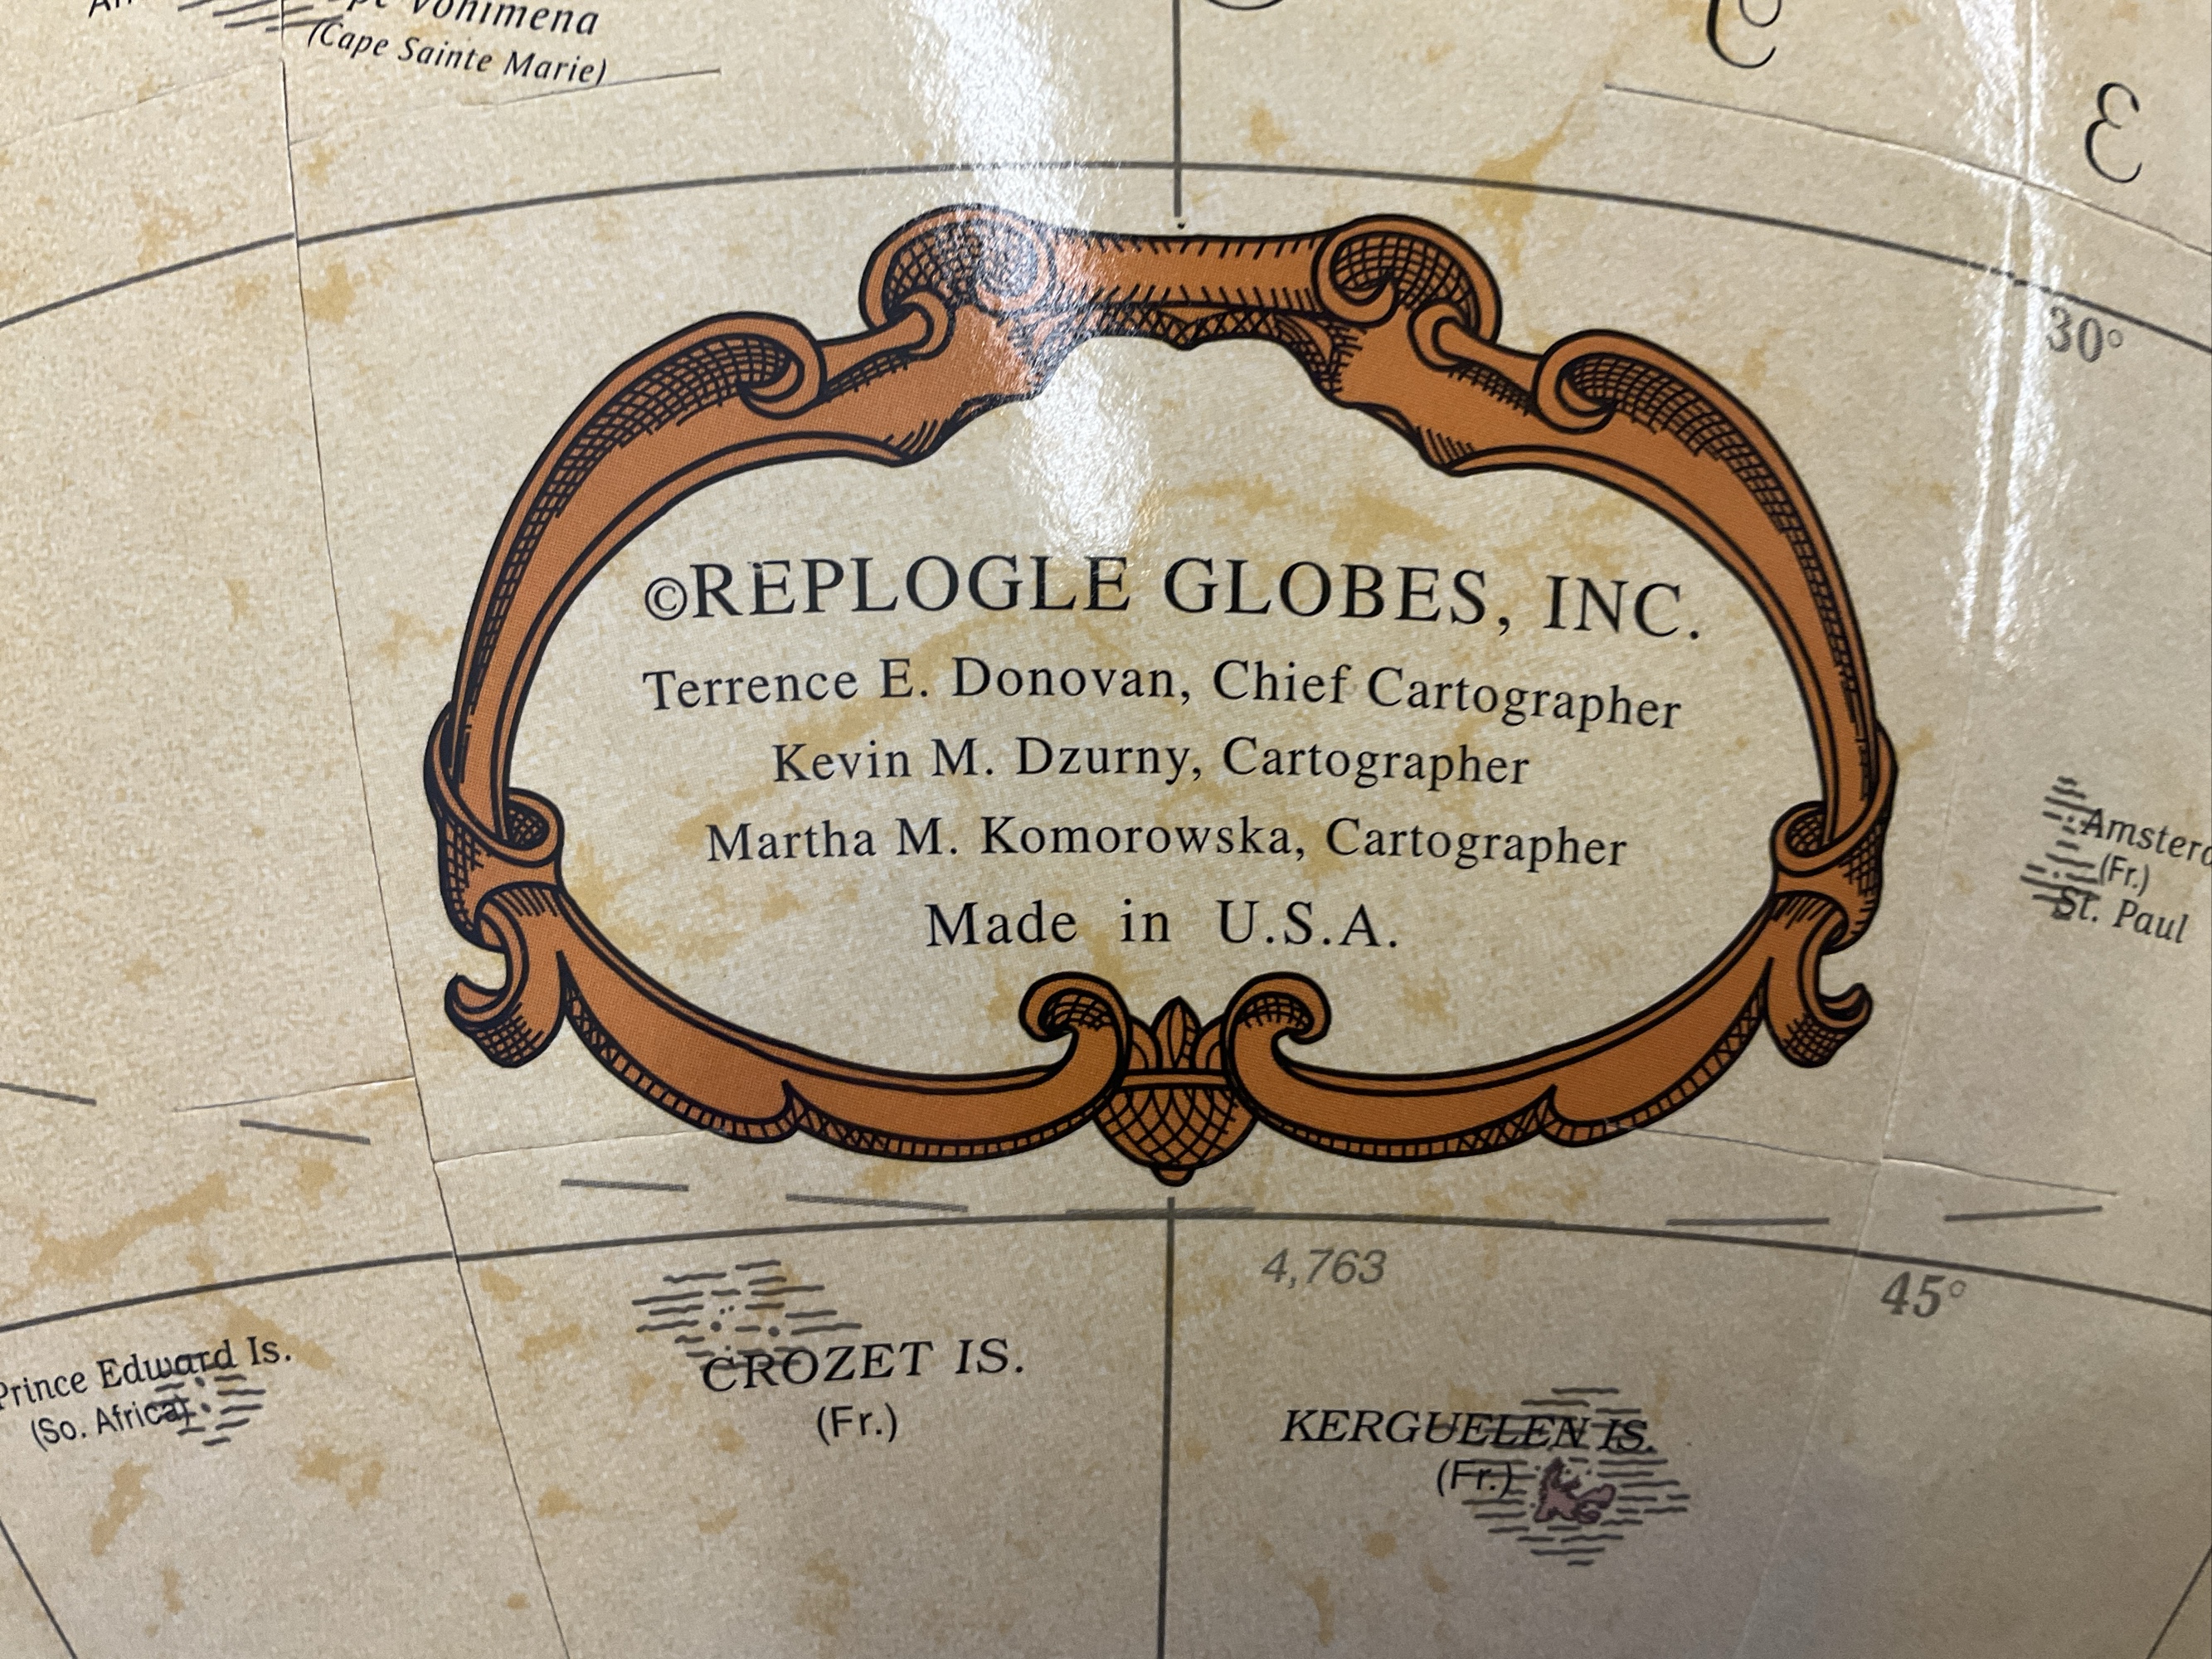 Vohimena
(Cape Sainte Marie)
Ɛ
30°
©REPLOGLE GLOBES, INC.
Terrence E. Donovan, Chief Cartographer
Kevin M. Dzurny, Cartographer
Martha M. Komorowska, Cartographer
Made in U.S.A.
(Fr.)
St. Paul
4,763
45°
Prince Edward Is.
(So. Africa)
CROZET IS.
(Fr.)
KERGUELEN IS.
(Fr.)